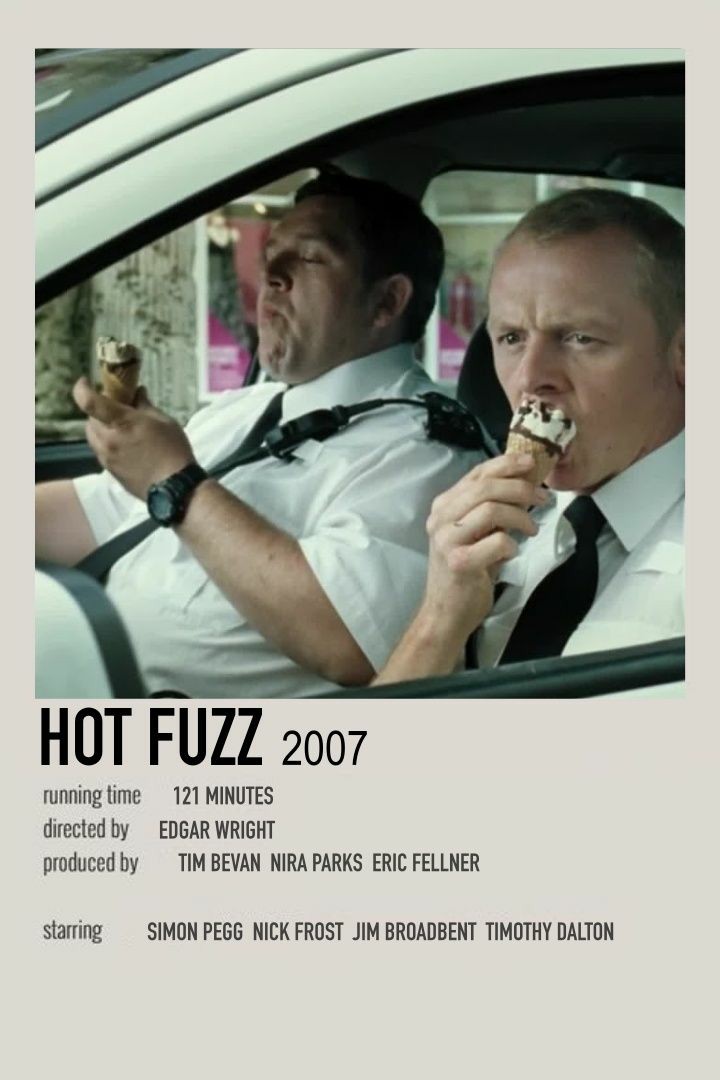 HOT FUZZ 2007
running time 121 MINUTES
directed by EDGAR WRIGHT
produced by TIM BEVAN NIRA PARKS ERIC FELLNER
starring SIMON PEGG NICK FROST JIM BROADBENT TIMOTHY DALTON